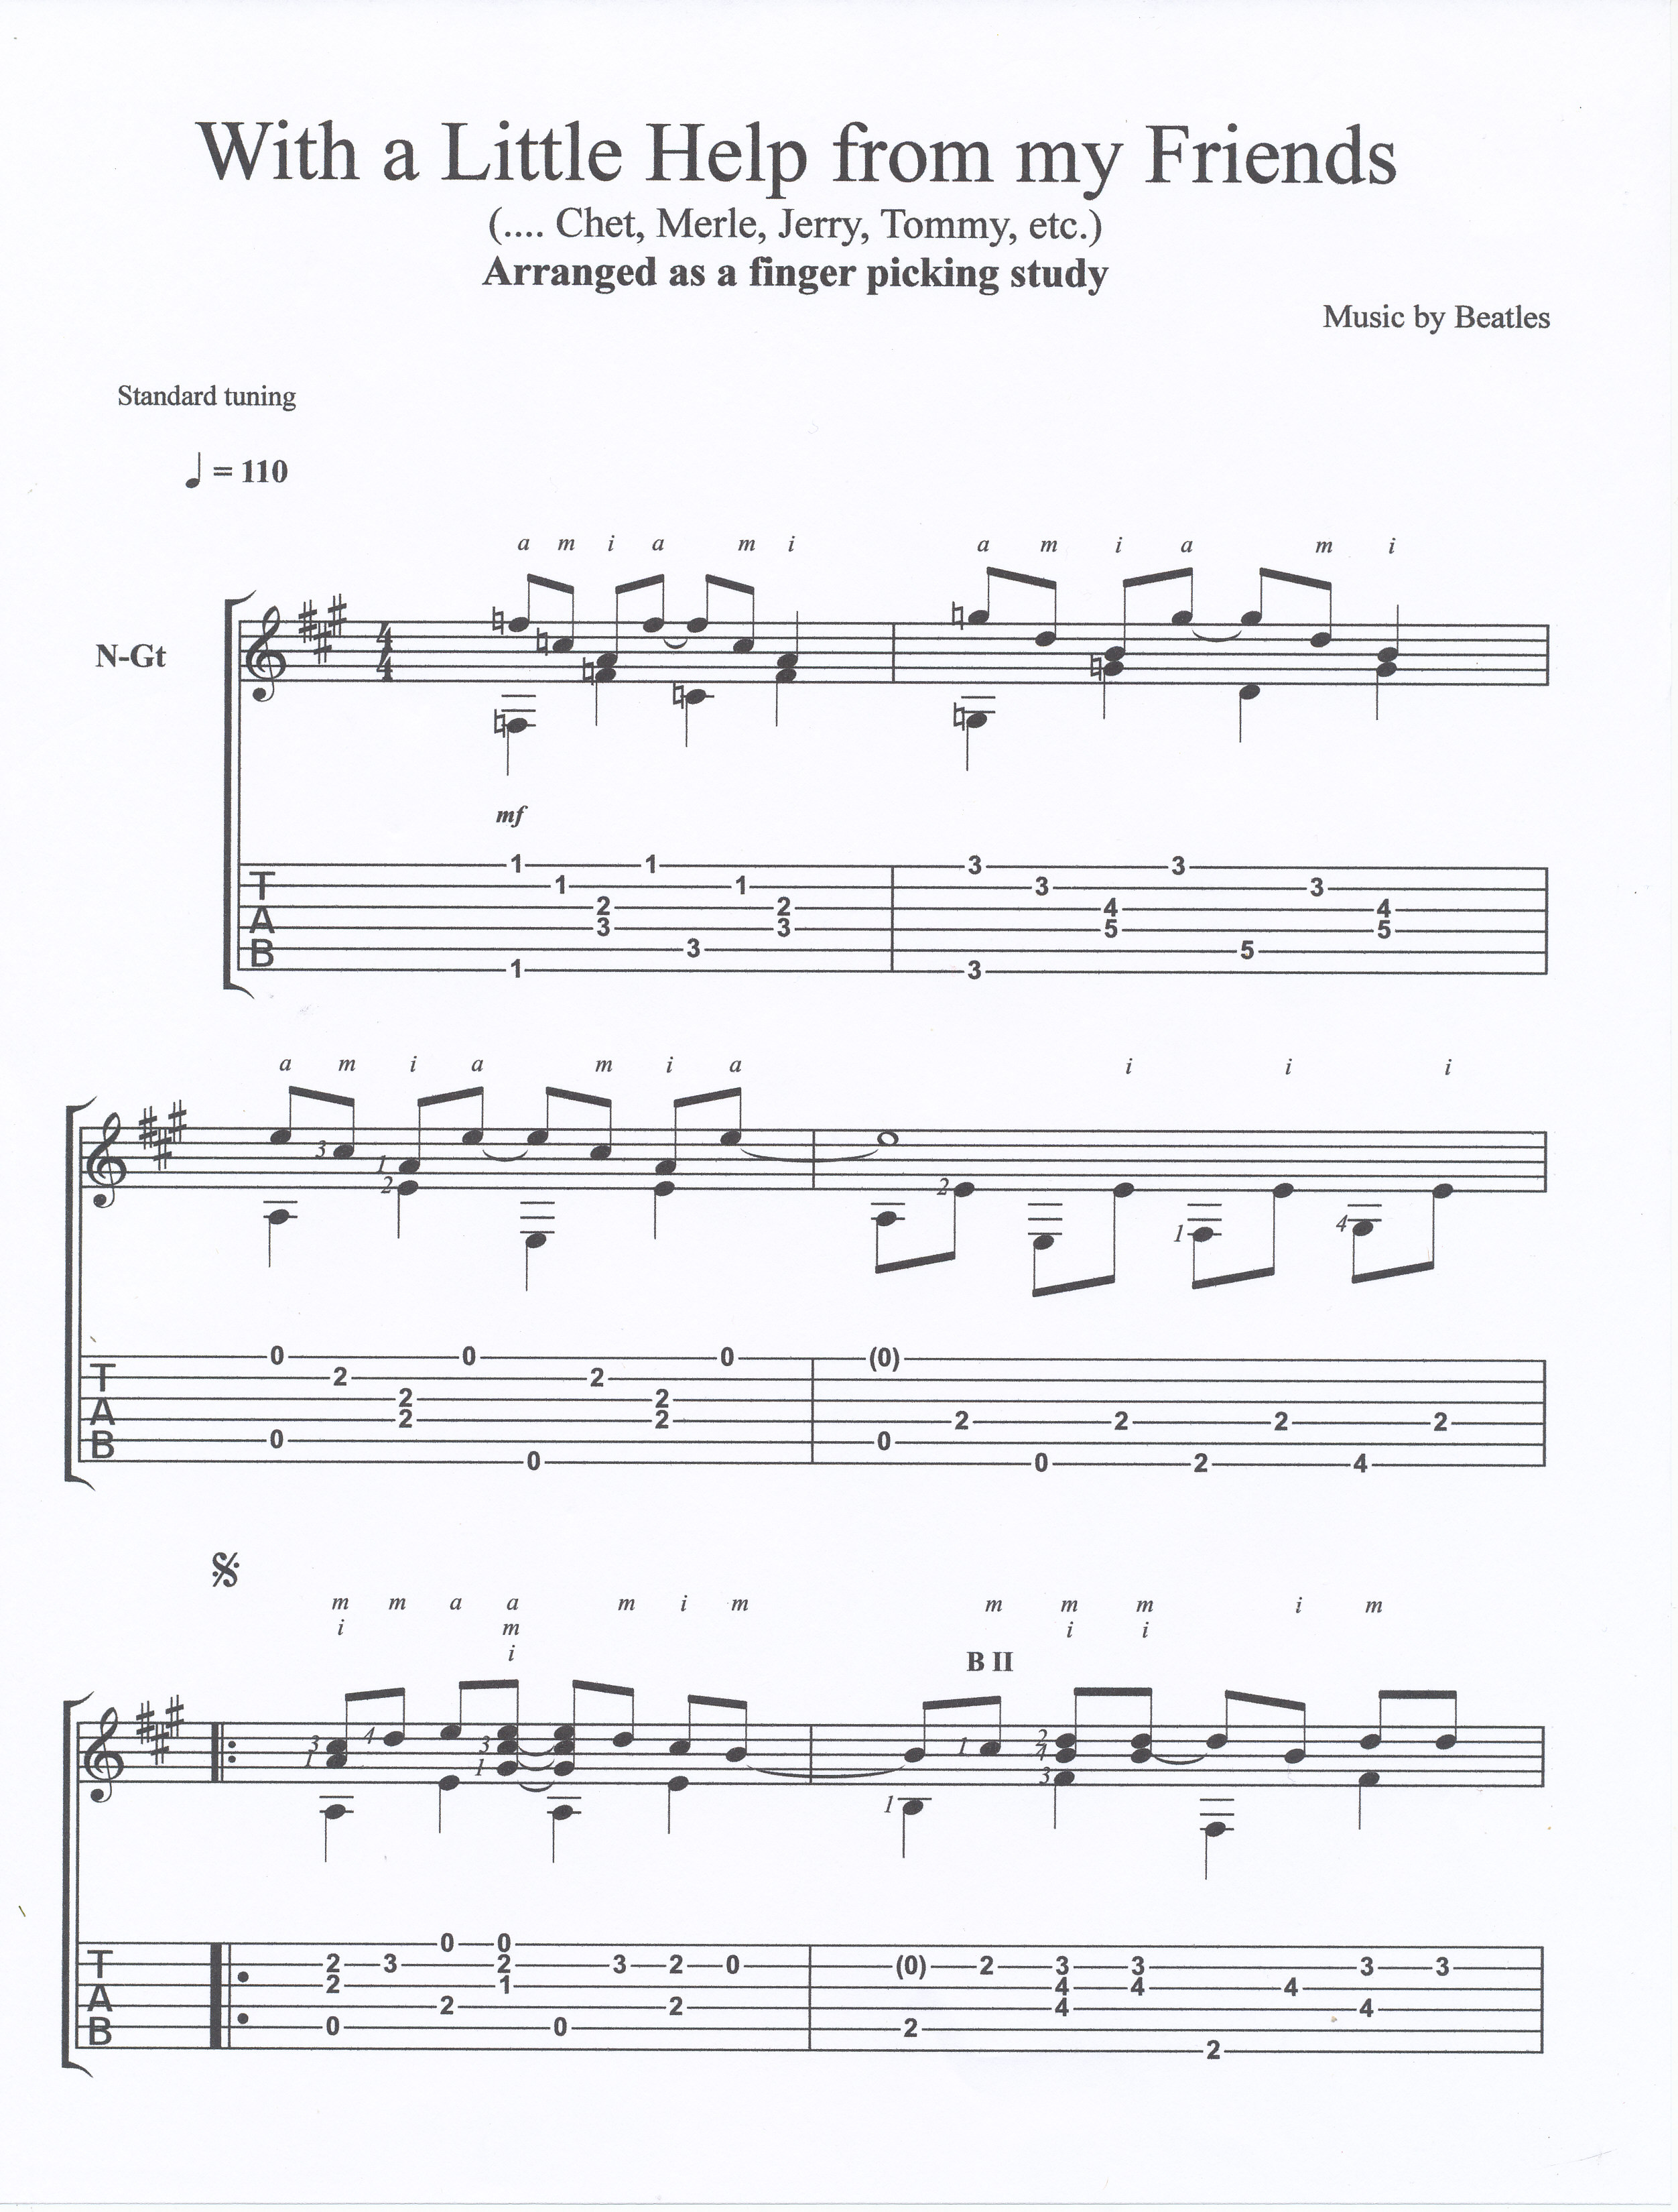 With a Little Help from my Friends
(.... Chet, Merle, Jerry, Tommy, etc.)
Arranged as a finger picking study
Music by Beatles
Standard tuning
♩ = 110
a m i a m i a m i a m i
N-Gt
4
4
mf
1 1 3 3
T 1 1 3 3
2 2 4 4
A 3 3 5 5
B 3 5
1 3
a m i a m i a i i i
3 1 2 2 1 4
0 0 0 (0)
T 2 2
2 2
A 2 2 2 2 2 2
B 0 0
0 0 2 4
m m a a m i m m m m i m
i m i i
i
B II
3 1 4 3 1 1 1 2 4 3
0 0
T 2 3 2 3 2 0 (0) 2 3 3 3 3
2 1 4 4 4
A 2 2 4 4
B 0 0 2
2